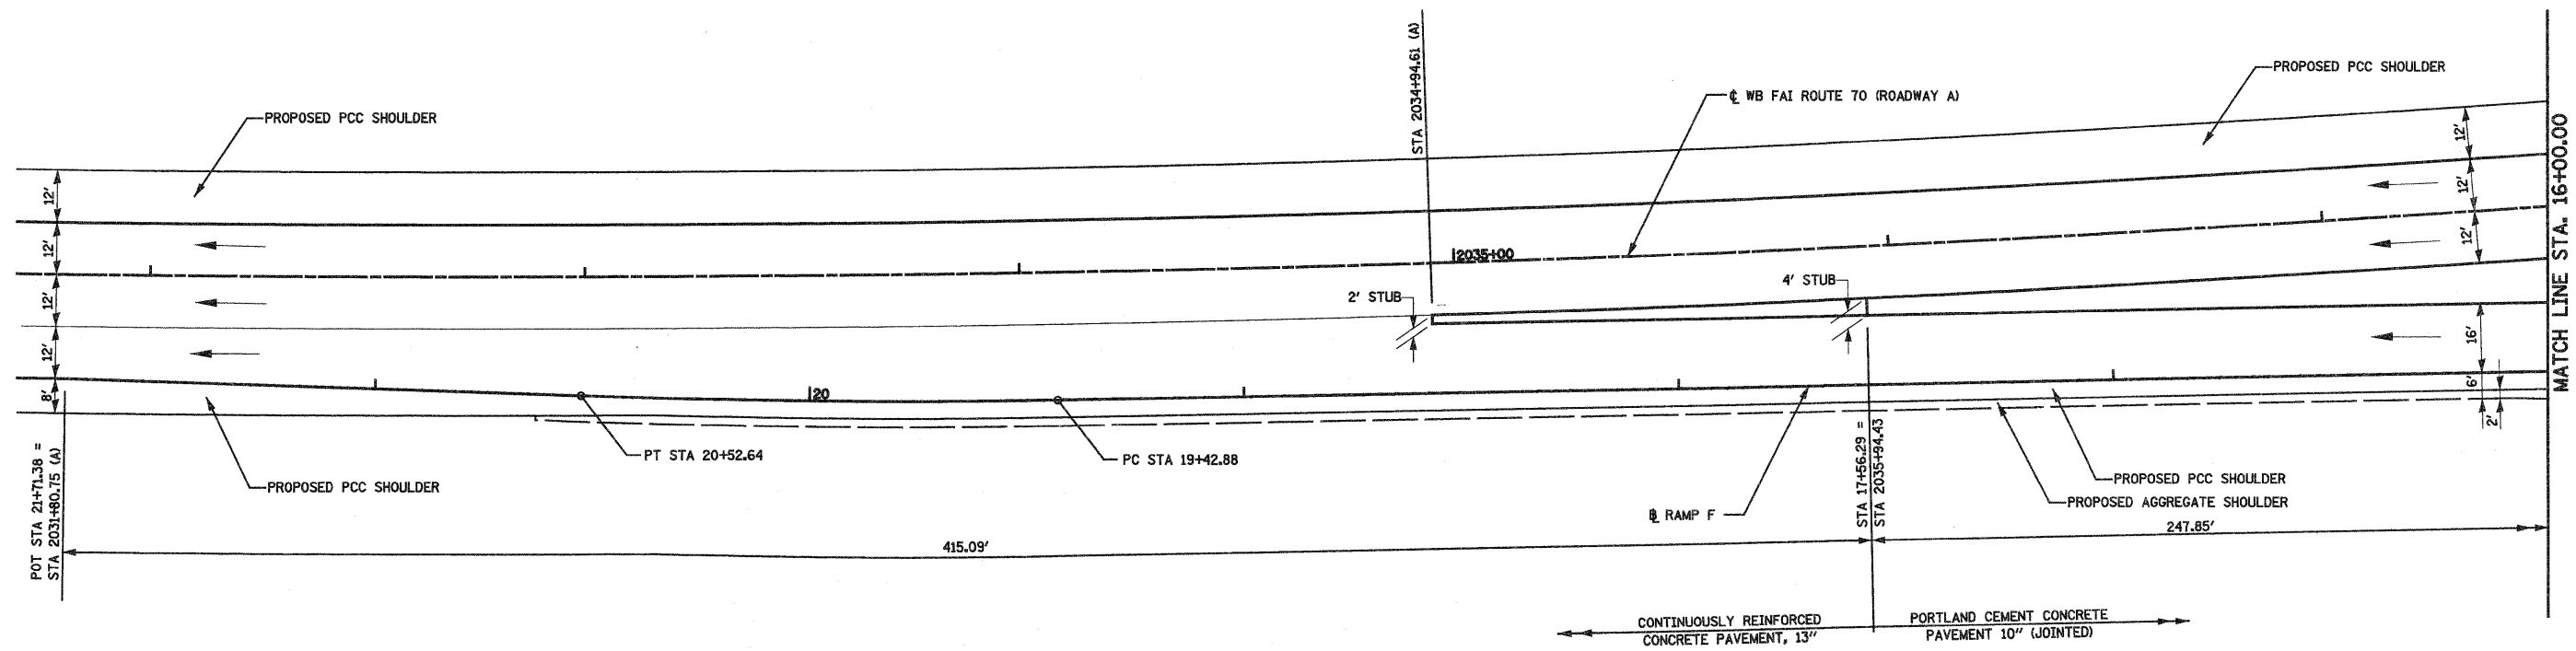 STA 2034+94.61 (A)
PROPOSED PCC SHOULDER
℄ WB FAI ROUTE 70 (ROADWAY A)
PROPOSED PCC SHOULDER
12'
12'
12'
12'
8'
2035+00
2' STUB
4' STUB
12'
12'
12'
16'
6'
2'
MATCH LINE STA. 16+00.00
20
PT STA 20+52.64
PC STA 19+42.88
PROPOSED PCC SHOULDER
POT STA 21+71.38 =
STA 2031+80.75 (A)
STA 17+56.29 =
STA 2035+94.43
PROPOSED PCC SHOULDER
PROPOSED AGGREGATE SHOULDER
RAMP F
415.09'
247.85'
CONTINUOUSLY REINFORCED
CONCRETE PAVEMENT, 13"
PORTLAND CEMENT CONCRETE
PAVEMENT 10" (JOINTED)